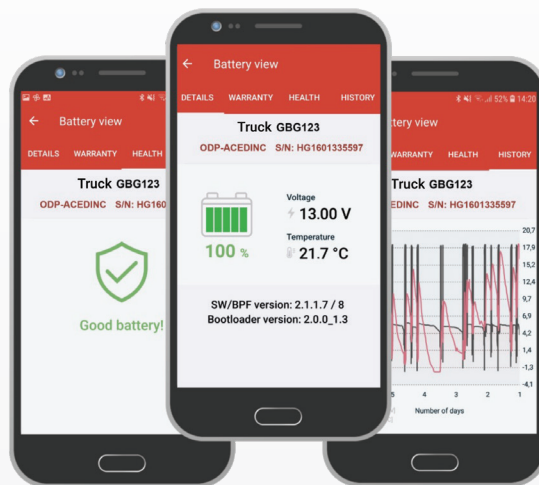 Battery view
DETAILS WARRANTY HEALTH
Truck GBG123
ODP-ACEDINC S/N: HG160
Good battery!
Battery view
DETAILS WARRANTY HEALTH HISTORY
Truck GBG123
ODP-ACEDINC S/N: HG1601335597
Voltage
13.00 V
Temperature
21.7 °C
100 %
SW/BPF version: 2.1.1.7 / 8
Bootloader version: 2.0.0_1.3
52% 14:20
tery view
WARRANTY HEALTH HISTORY
Truck GBG123
EDINC S/N: HG1601335597
20,7
17,9
15,2
12,4
9,7
6,9
4,2
1,4
-1,3
-4,1
5 4 3 2 1
Number of days